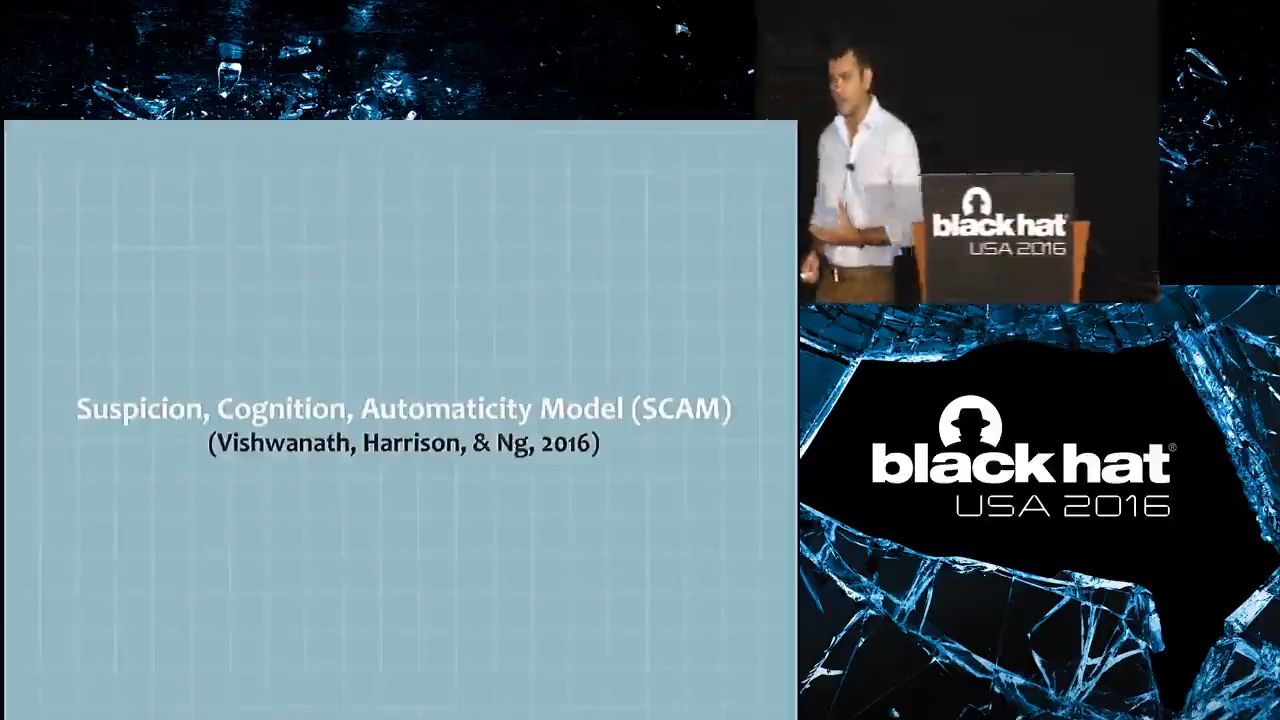 Suspicion, Cognition, Automaticity Model (SCAM)
(Vishwanath, Harrison, & Ng, 2016)
black hat
USA 2016
black hat®
USA 2016